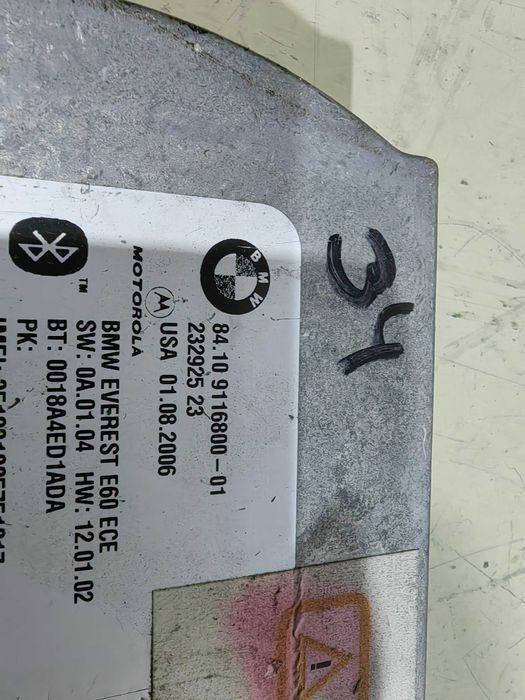 34
BMW
84.10 9116800-01
232925 23
MOTOROLA M USA 01.08.2006
BMW EVEREST E60 ECE
SW: 0A.01.04 HW: 12.01.02
BT: 0018A4ED1ADA
PK:
TM